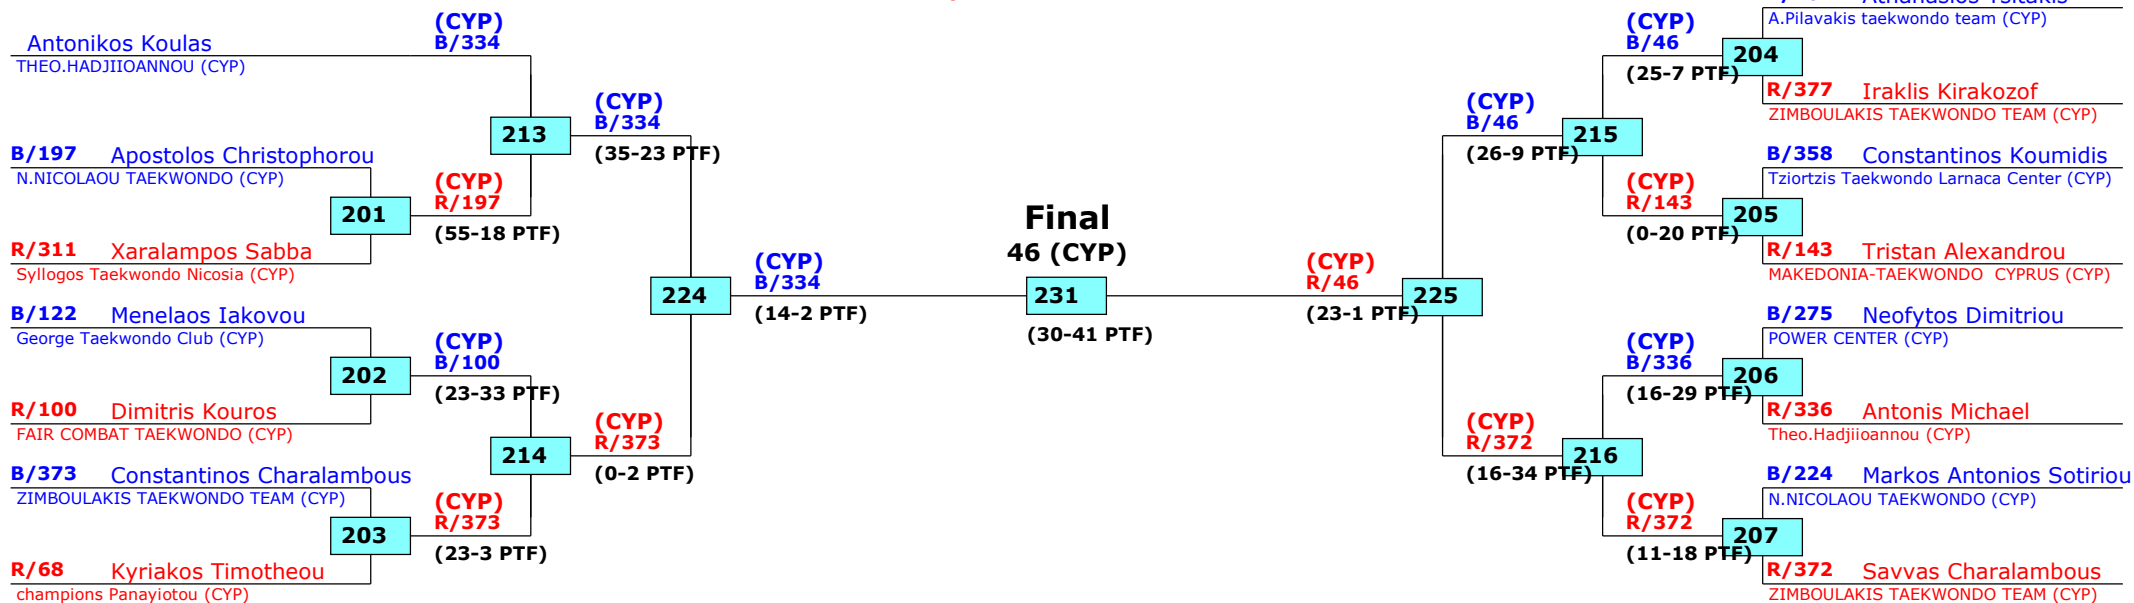 (CYP)
B/334
Antonikos Koulas
THEO.HADJIIOANNOU (CYP)
213
(CYP)
B/334
(35-23 PTF)
B/197 Apostolos Christophorou
N.NICOLAOU TAEKWONDO (CYP)
201
(CYP)
R/197
(55-18 PTF)
R/311 Xaralampos Sabba
Syllogos Taekwondo Nicosia (CYP)
224
(CYP)
B/334
(14-2 PTF)
B/122 Menelaos Iakovou
George Taekwondo Club (CYP)
202
(CYP)
B/100
(23-33 PTF)
R/100 Dimitris Kouros
FAIR COMBAT TAEKWONDO (CYP)
214
(CYP)
R/373
(0-2 PTF)
B/373 Constantinos Charalambous
ZIMBOULAKIS TAEKWONDO TEAM (CYP)
203
(CYP)
R/373
(23-3 PTF)
R/68 Kyriakos Timotheou
champions Panayiotou (CYP)
Final
46 (CYP)
231
(30-41 PTF)
(CYP)
R/46
(23-1 PTF)
225
(CYP)
B/46
(26-9 PTF)
215
(CYP)
B/46
(25-7 PTF)
204
Athanasios Tsitakis
A.Pilavakis taekwondo team (CYP)
R/377 Iraklis Kirakozof
ZIMBOULAKIS TAEKWONDO TEAM (CYP)
B/358 Constantinos Koumidis
Tziortzis Taekwondo Larnaca Center (CYP)
(CYP)
R/143
(0-20 PTF)
205
R/143 Tristan Alexandrou
MAKEDONIA-TAEKWONDO CYPRUS (CYP)
B/275 Neofytos Dimitriou
POWER CENTER (CYP)
(CYP)
B/336
(16-29 PTF)
206
R/336 Antonis Michael
Theo.Hadjiioannou (CYP)
(CYP)
R/372
(16-34 PTF)
216
B/224 Markos Antonios Sotiriou
N.NICOLAOU TAEKWONDO (CYP)
(CYP)
R/372
(11-18 PTF)
207
R/372 Savvas Charalambous
ZIMBOULAKIS TAEKWONDO TEAM (CYP)